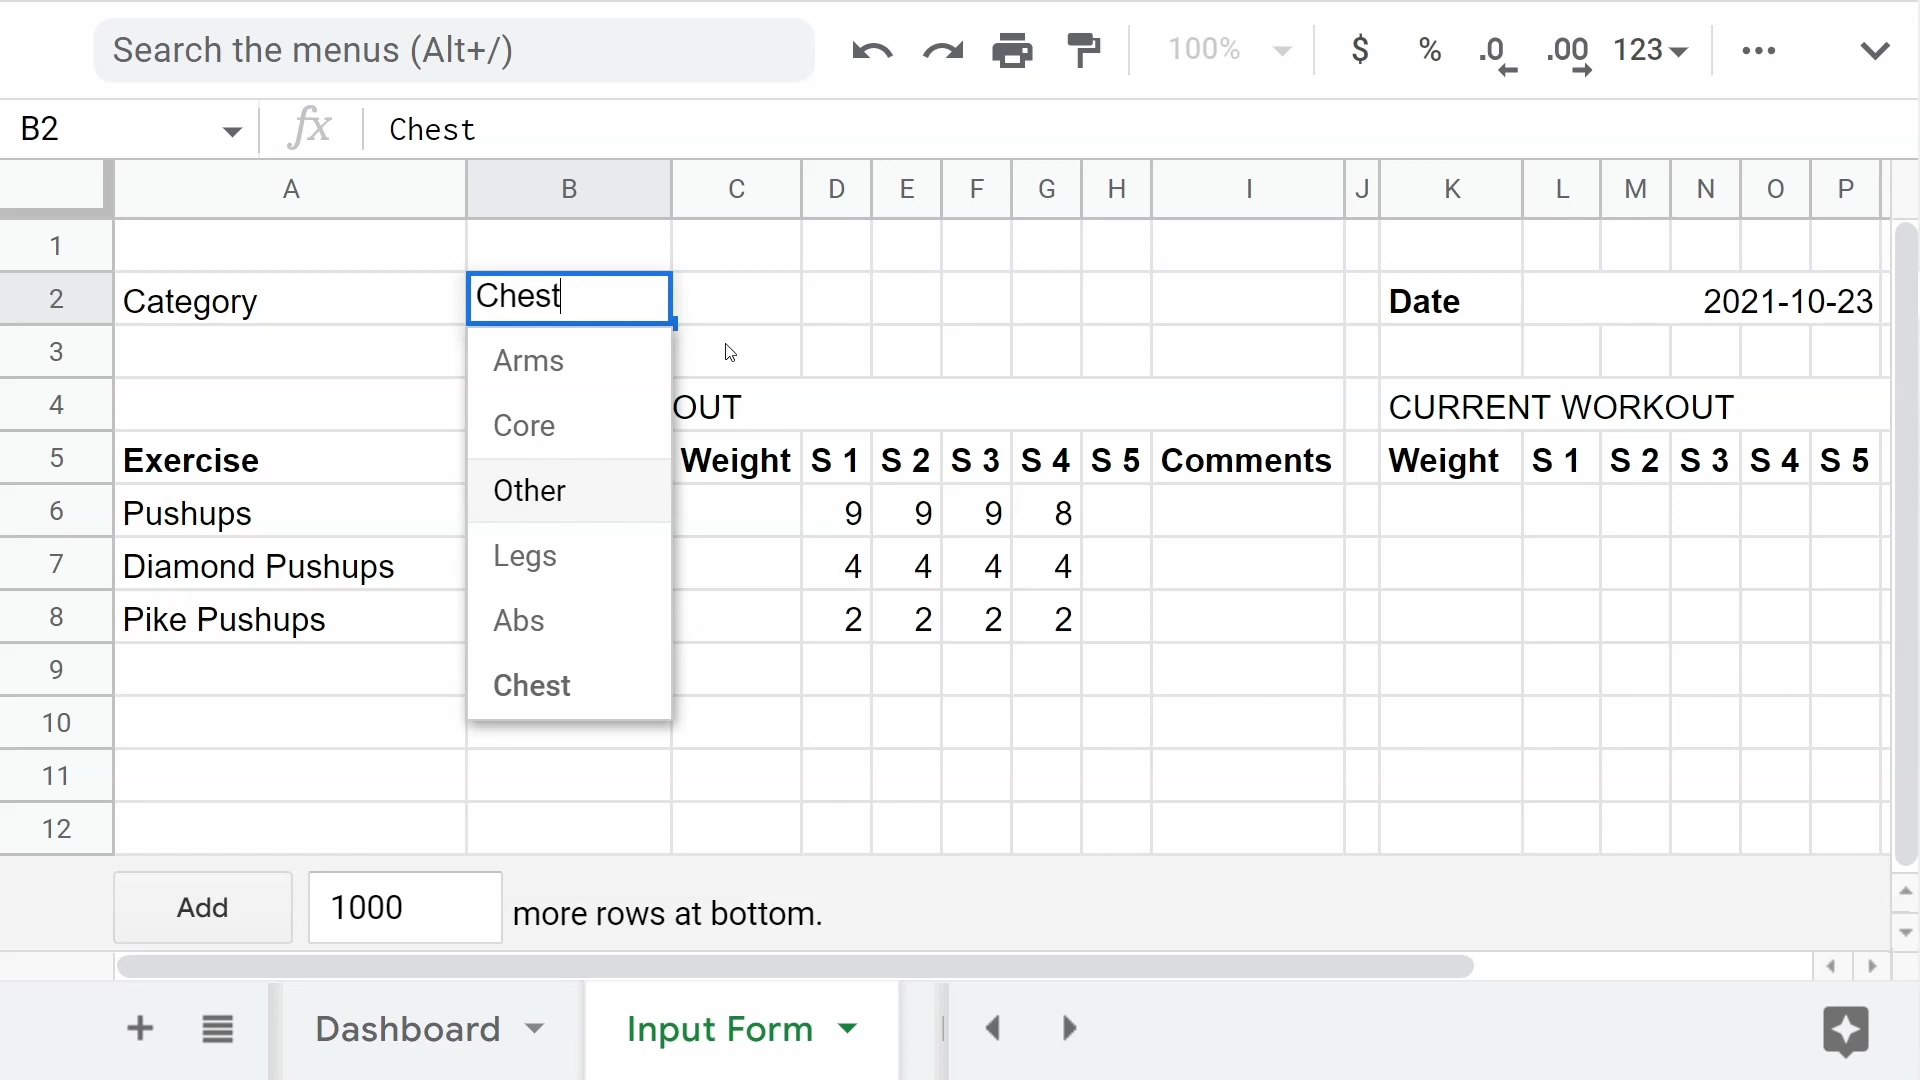 Search the menus (Alt+/)
100% $ % .0 .00 123
B2 fx Chest
A B C D E F G H I J K L M N O P
1
2 Category Chest Date 2021-10-23
3 Arms
4 OUT CURRENT WORKOUT
Core
5 Exercise Weight S 1 S 2 S 3 S 4 S 5 Comments Weight S 1 S 2 S 3 S 4 S 5
Other
6 Pushups 9 9 9 8
7 Diamond Pushups Legs 4 4 4 4
8 Pike Pushups Abs 2 2 2 2
9 Chest
10
11
12
Add 1000 more rows at bottom.
Dashboard Input Form